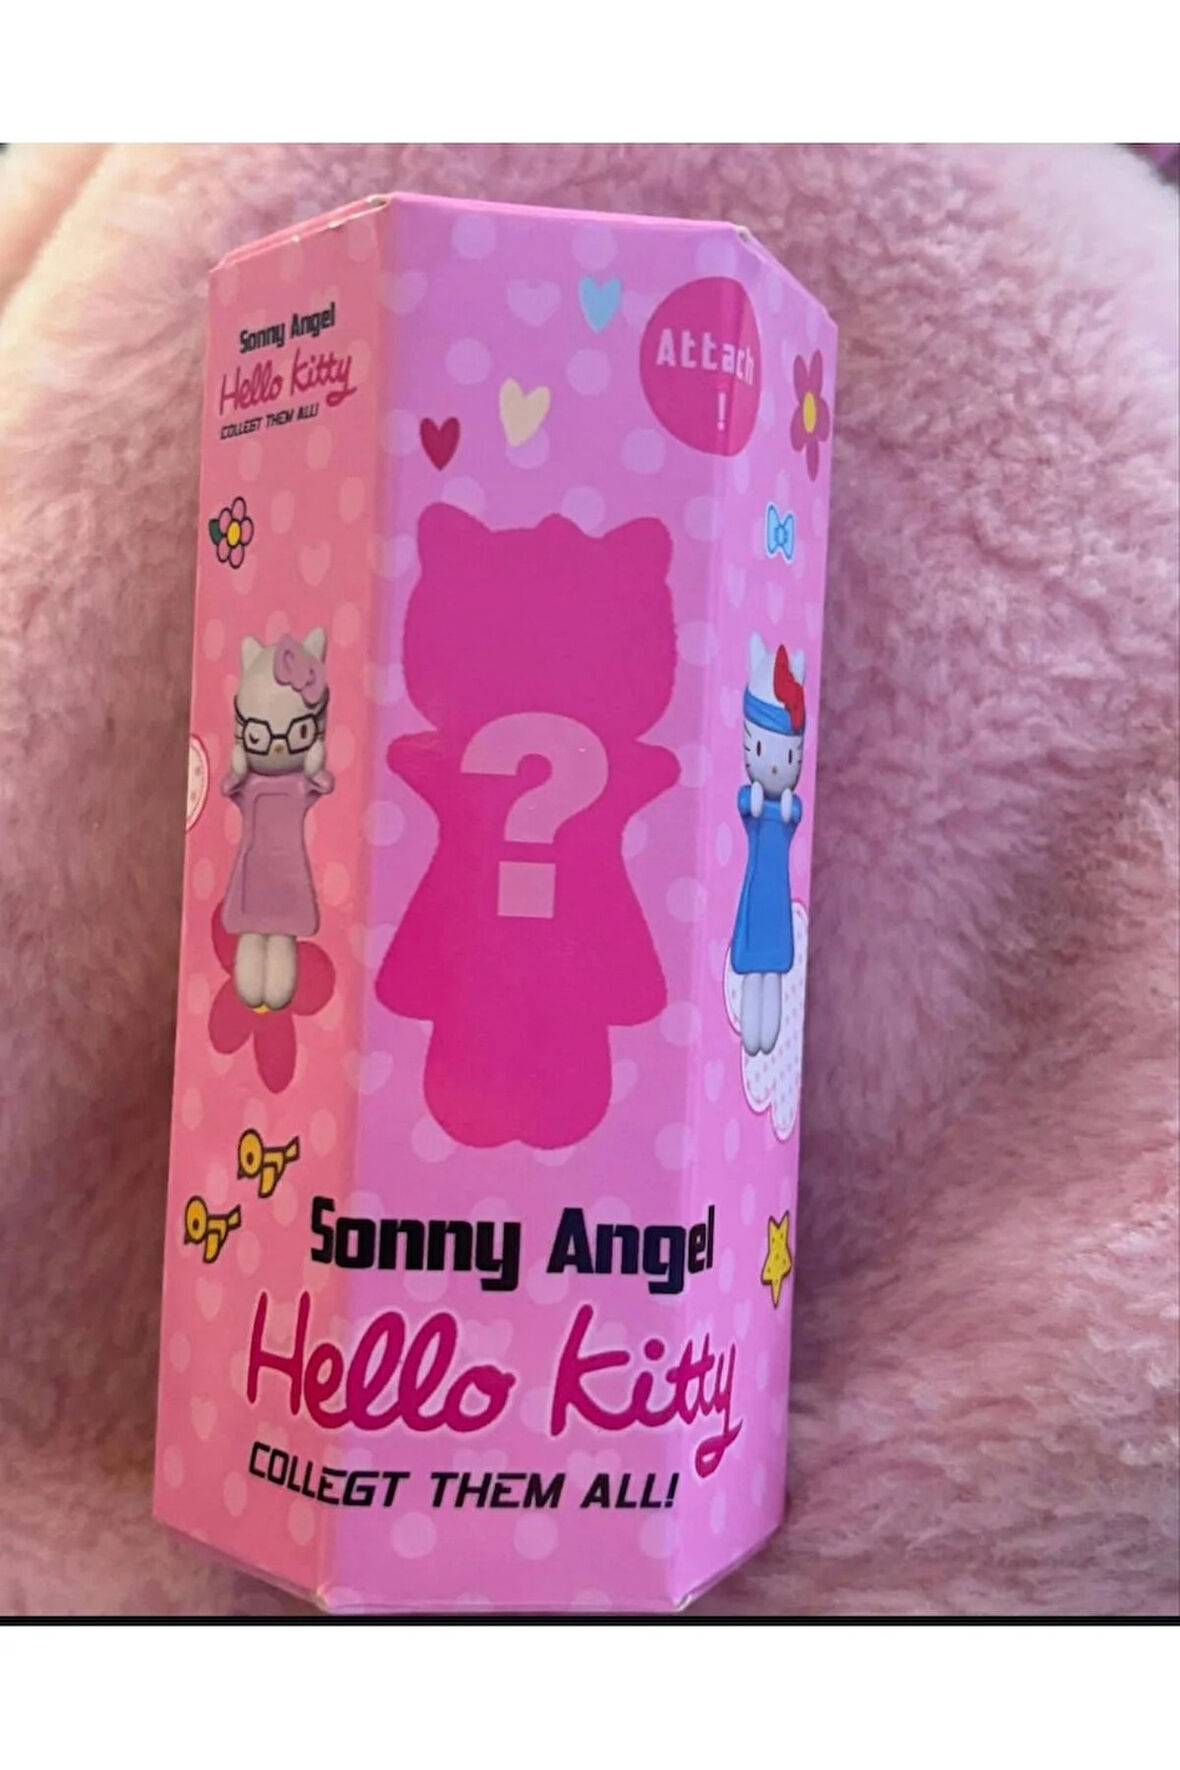 Sonny Angel
Hello Kitty
COLLEGT THEM ALL!
Attach
!
?
Sonny Angel
Hello Kitty
COLLEGT THEM ALL!